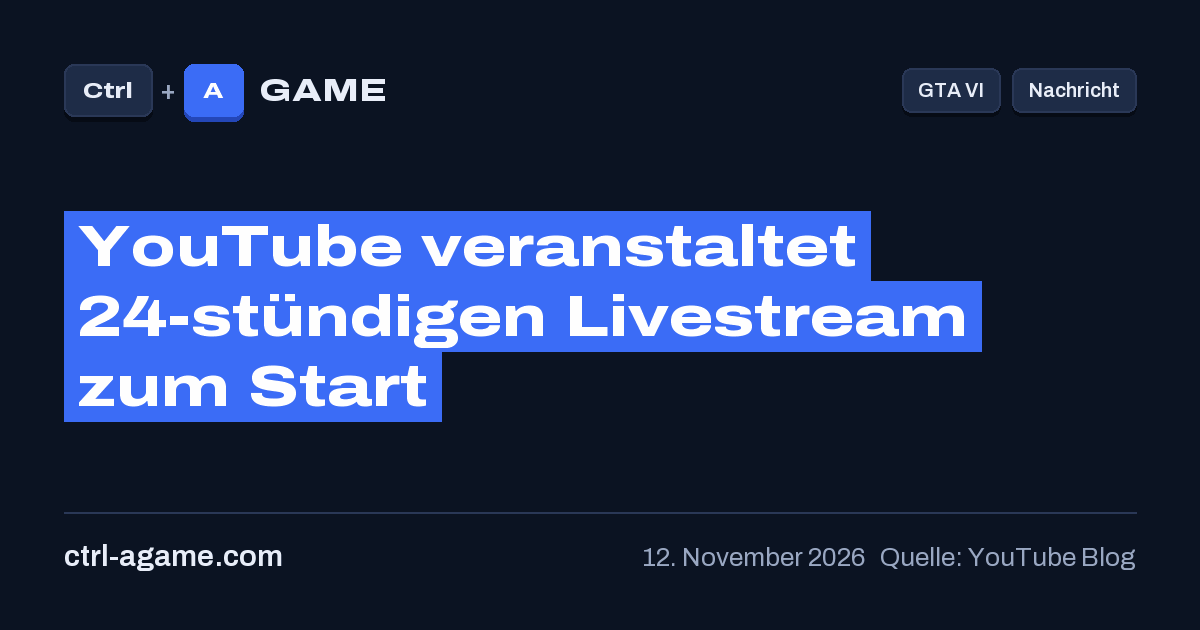 Ctrl + A GAME
GTA VI
Nachricht
YouTube veranstaltet
24-stündigen Livestream
zum Start
ctrl-agame.com
12. November 2026 Quelle: YouTube Blog